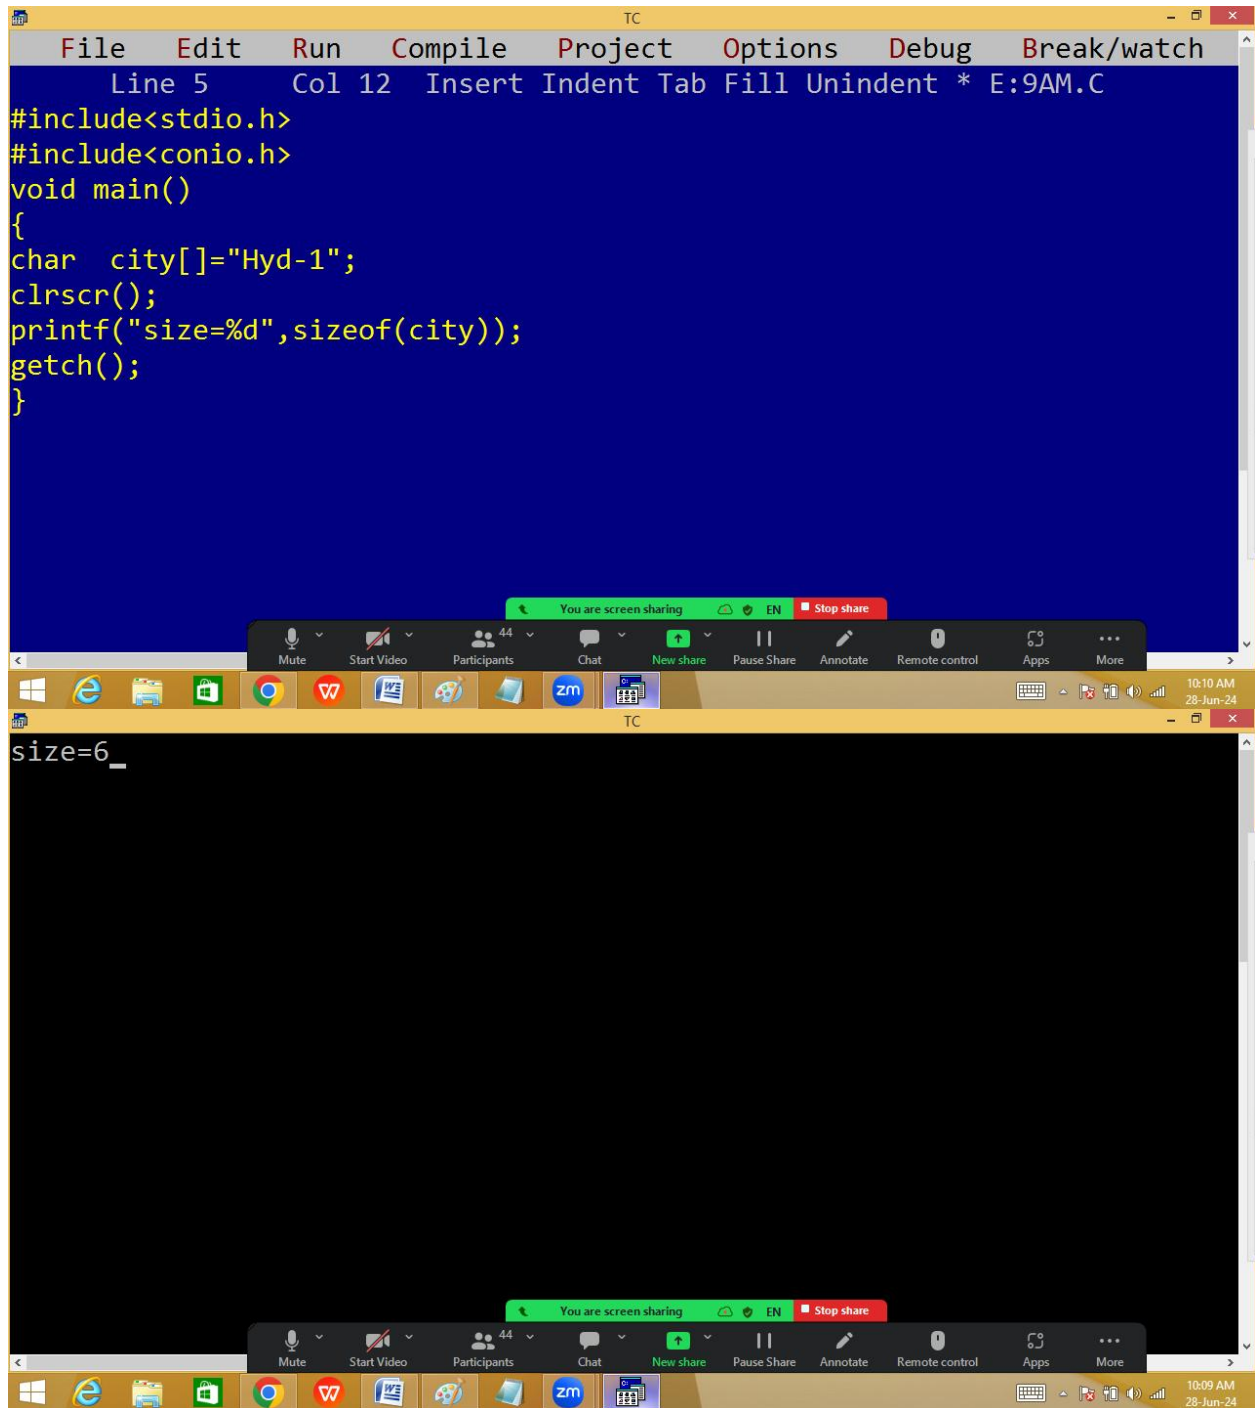 TC
File Edit Run Compile Project Options Debug Break/watch
Line 5 Col 12 Insert Indent Tab Fill Unindent * E:9AM.C
#include<stdio.h>
#include<conio.h>
void main()
{
char  city[]="Hyd-1";
clrscr();
printf("size=%d",sizeof(city));
getch();
}
You are screen sharing EN Stop share
44
Mute Start Video Participants Chat New share Pause Share Annotate Remote control Apps More
zm
10:10 AM
28-Jun-24
TC
size=6_
You are screen sharing EN Stop share
44
Mute Start Video Participants Chat New share Pause Share Annotate Remote control Apps More
zm
10:09 AM
28-Jun-24